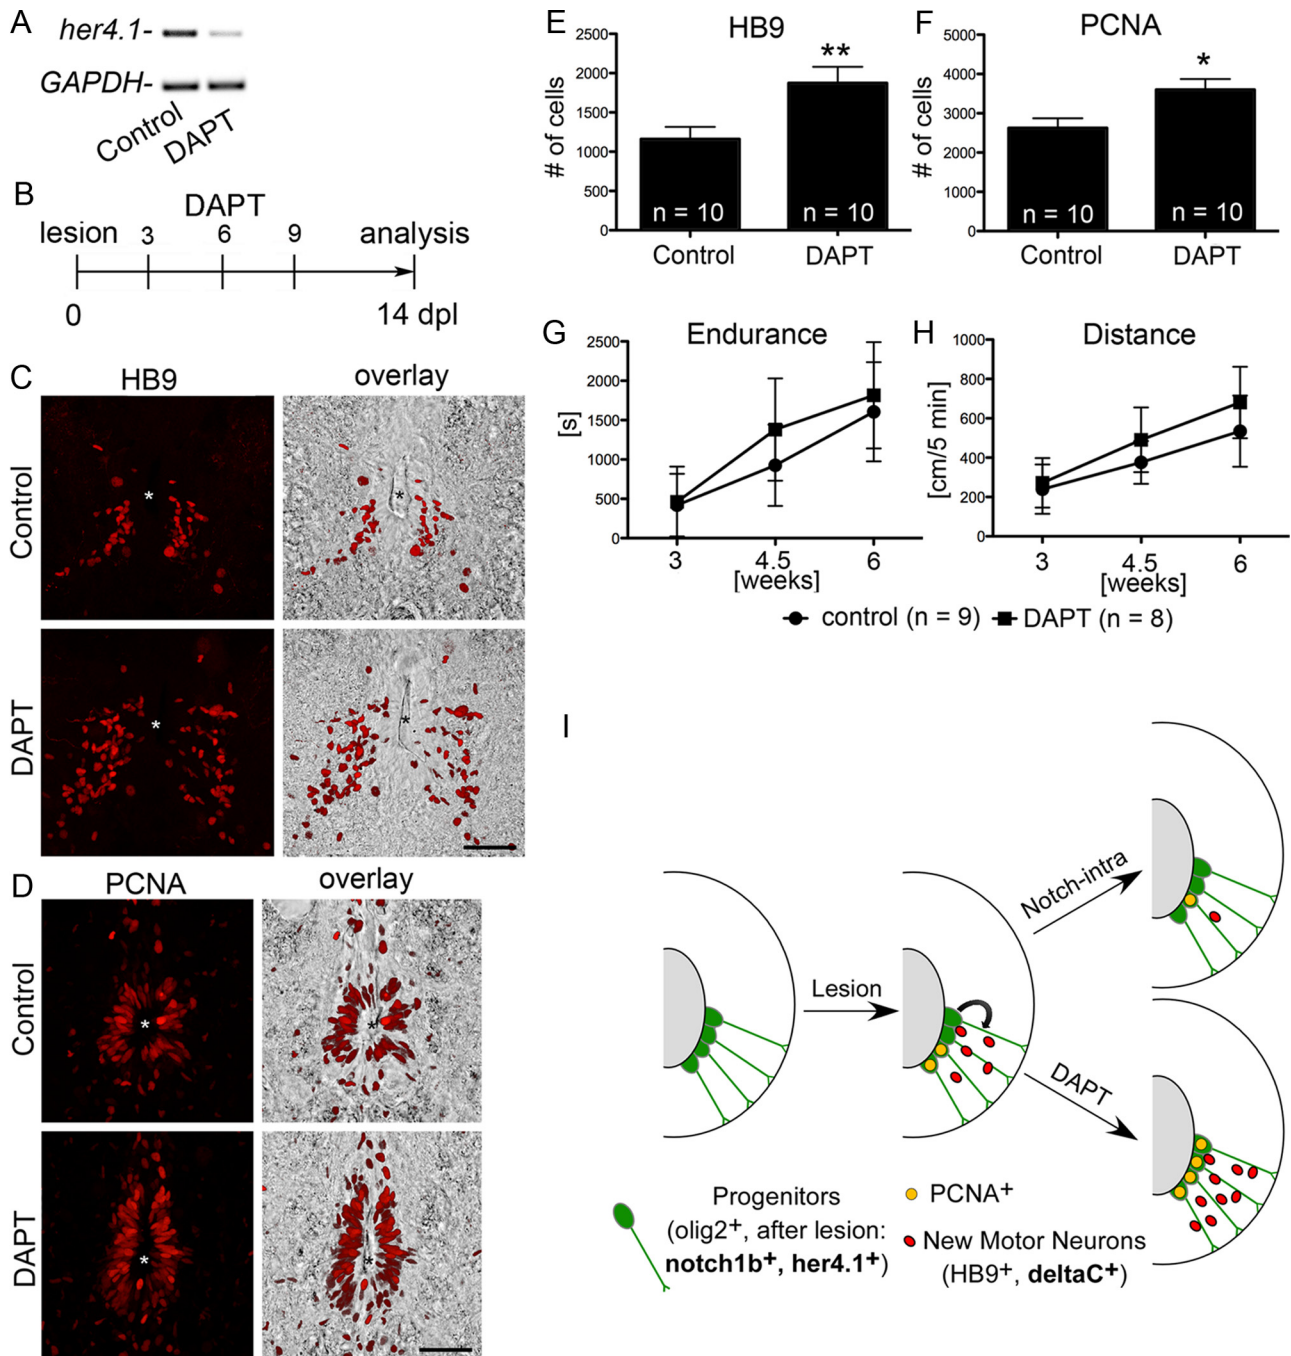 A
her4.1-
GAPDH-
Control
DAPT
B
DAPT
lesion 3 6 9 analysis
0 14 dpl
C
HB9 overlay
Control
*
*
DAPT
*
*
D
PCNA overlay
Control
*
*
DAPT
*
*
E
HB9
# of cells
2500
2000
1500
1000
500
0
**
n = 10 n = 10
Control DAPT
F
PCNA
# of cells
5000
4000
3000
2000
1000
0
*
n = 10 n = 10
Control DAPT
G
Endurance
[s]
2500
2000
1500
1000
500
0
3 4.5 6
[weeks]
H
Distance
[cm/5 min]
1000
800
600
400
200
0
3 4.5 6
[weeks]
control (n = 9) DAPT (n = 8)
I
Lesion
Notch-intra
DAPT
Progenitors
(olig2+, after lesion:
notch1b+, her4.1+)
PCNA+
New Motor Neurons
(HB9+, deltaC+)